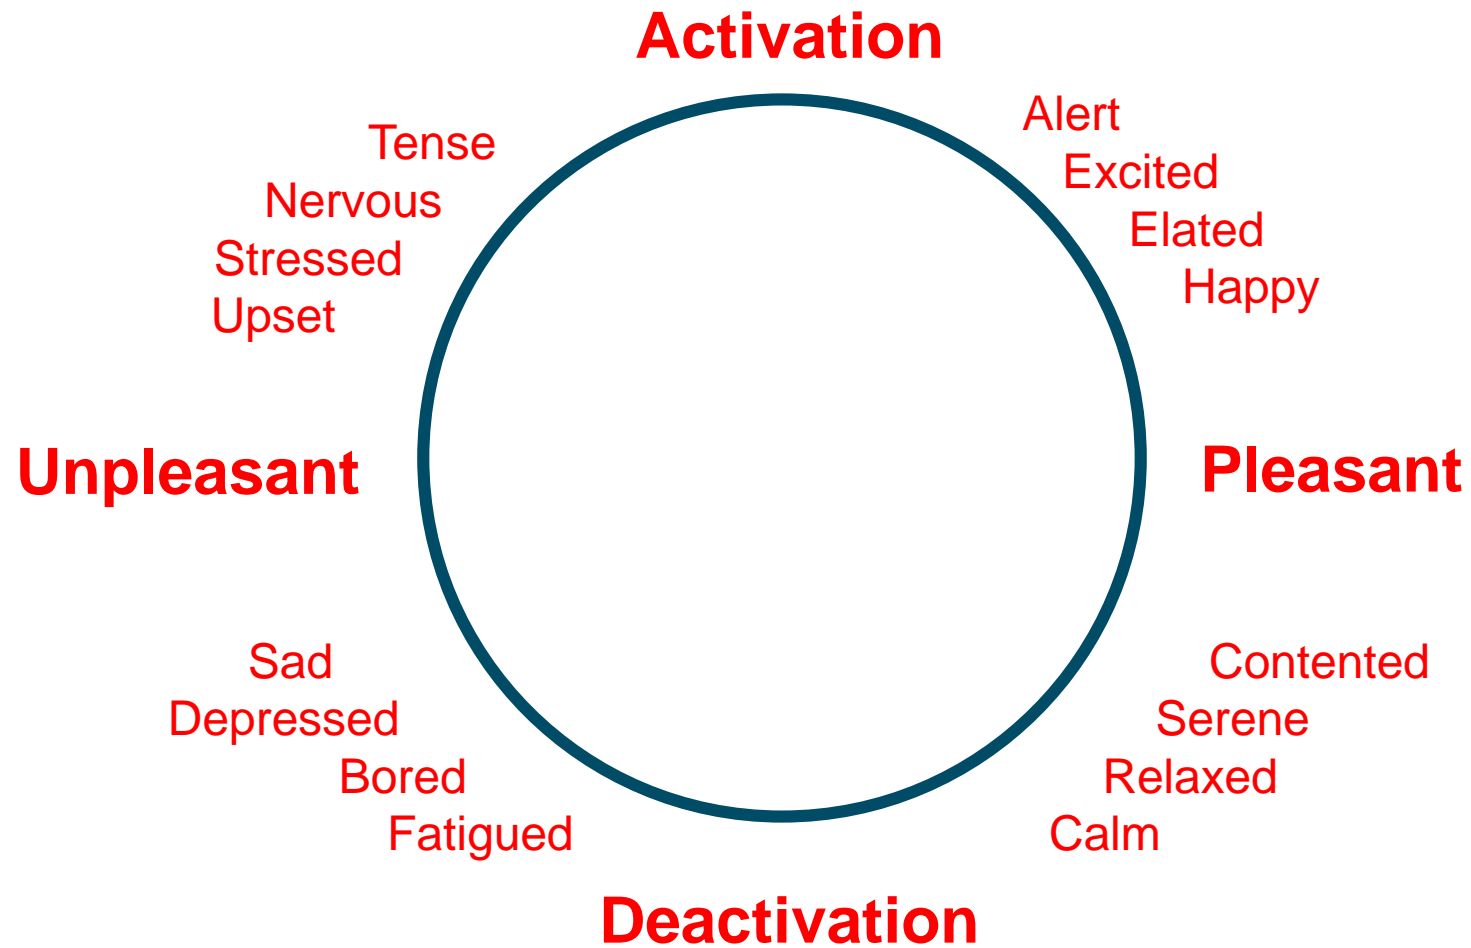 Activation
Alert
Tense
Excited
Nervous
Elated
Stressed
Happy
Upset
Unpleasant
Pleasant
Sad
Contented
Depressed
Serene
Bored
Relaxed
Fatigued
Calm
Deactivation